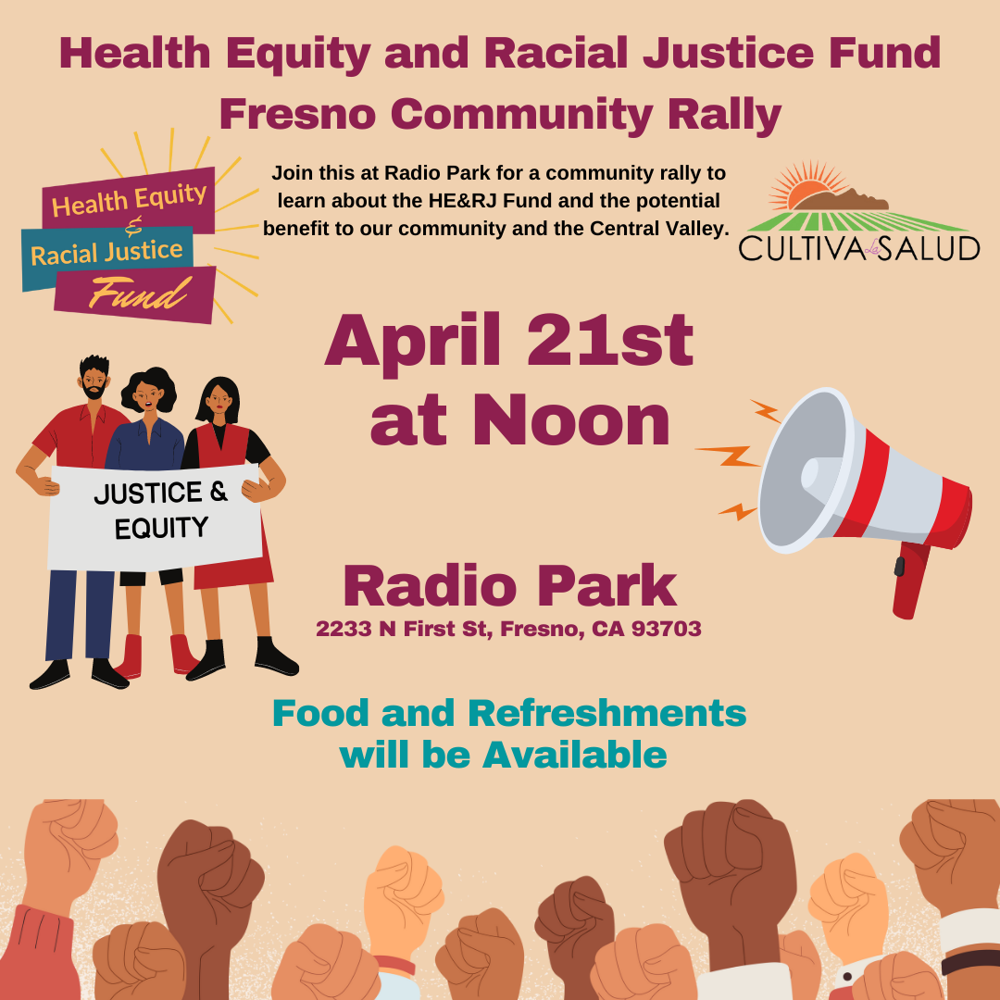 Health Equity and Racial Justice Fund
Fresno Community Rally
Health Equity
&
Racial Justice
Fund
Join this at Radio Park for a community rally to
learn about the HE&RJ Fund and the potential
benefit to our community and the Central Valley.
CULTIVA La SALUD
April 21st
at Noon
JUSTICE &
EQUITY
Radio Park
2233 N First St, Fresno, CA 93703
Food and Refreshments
will be Available